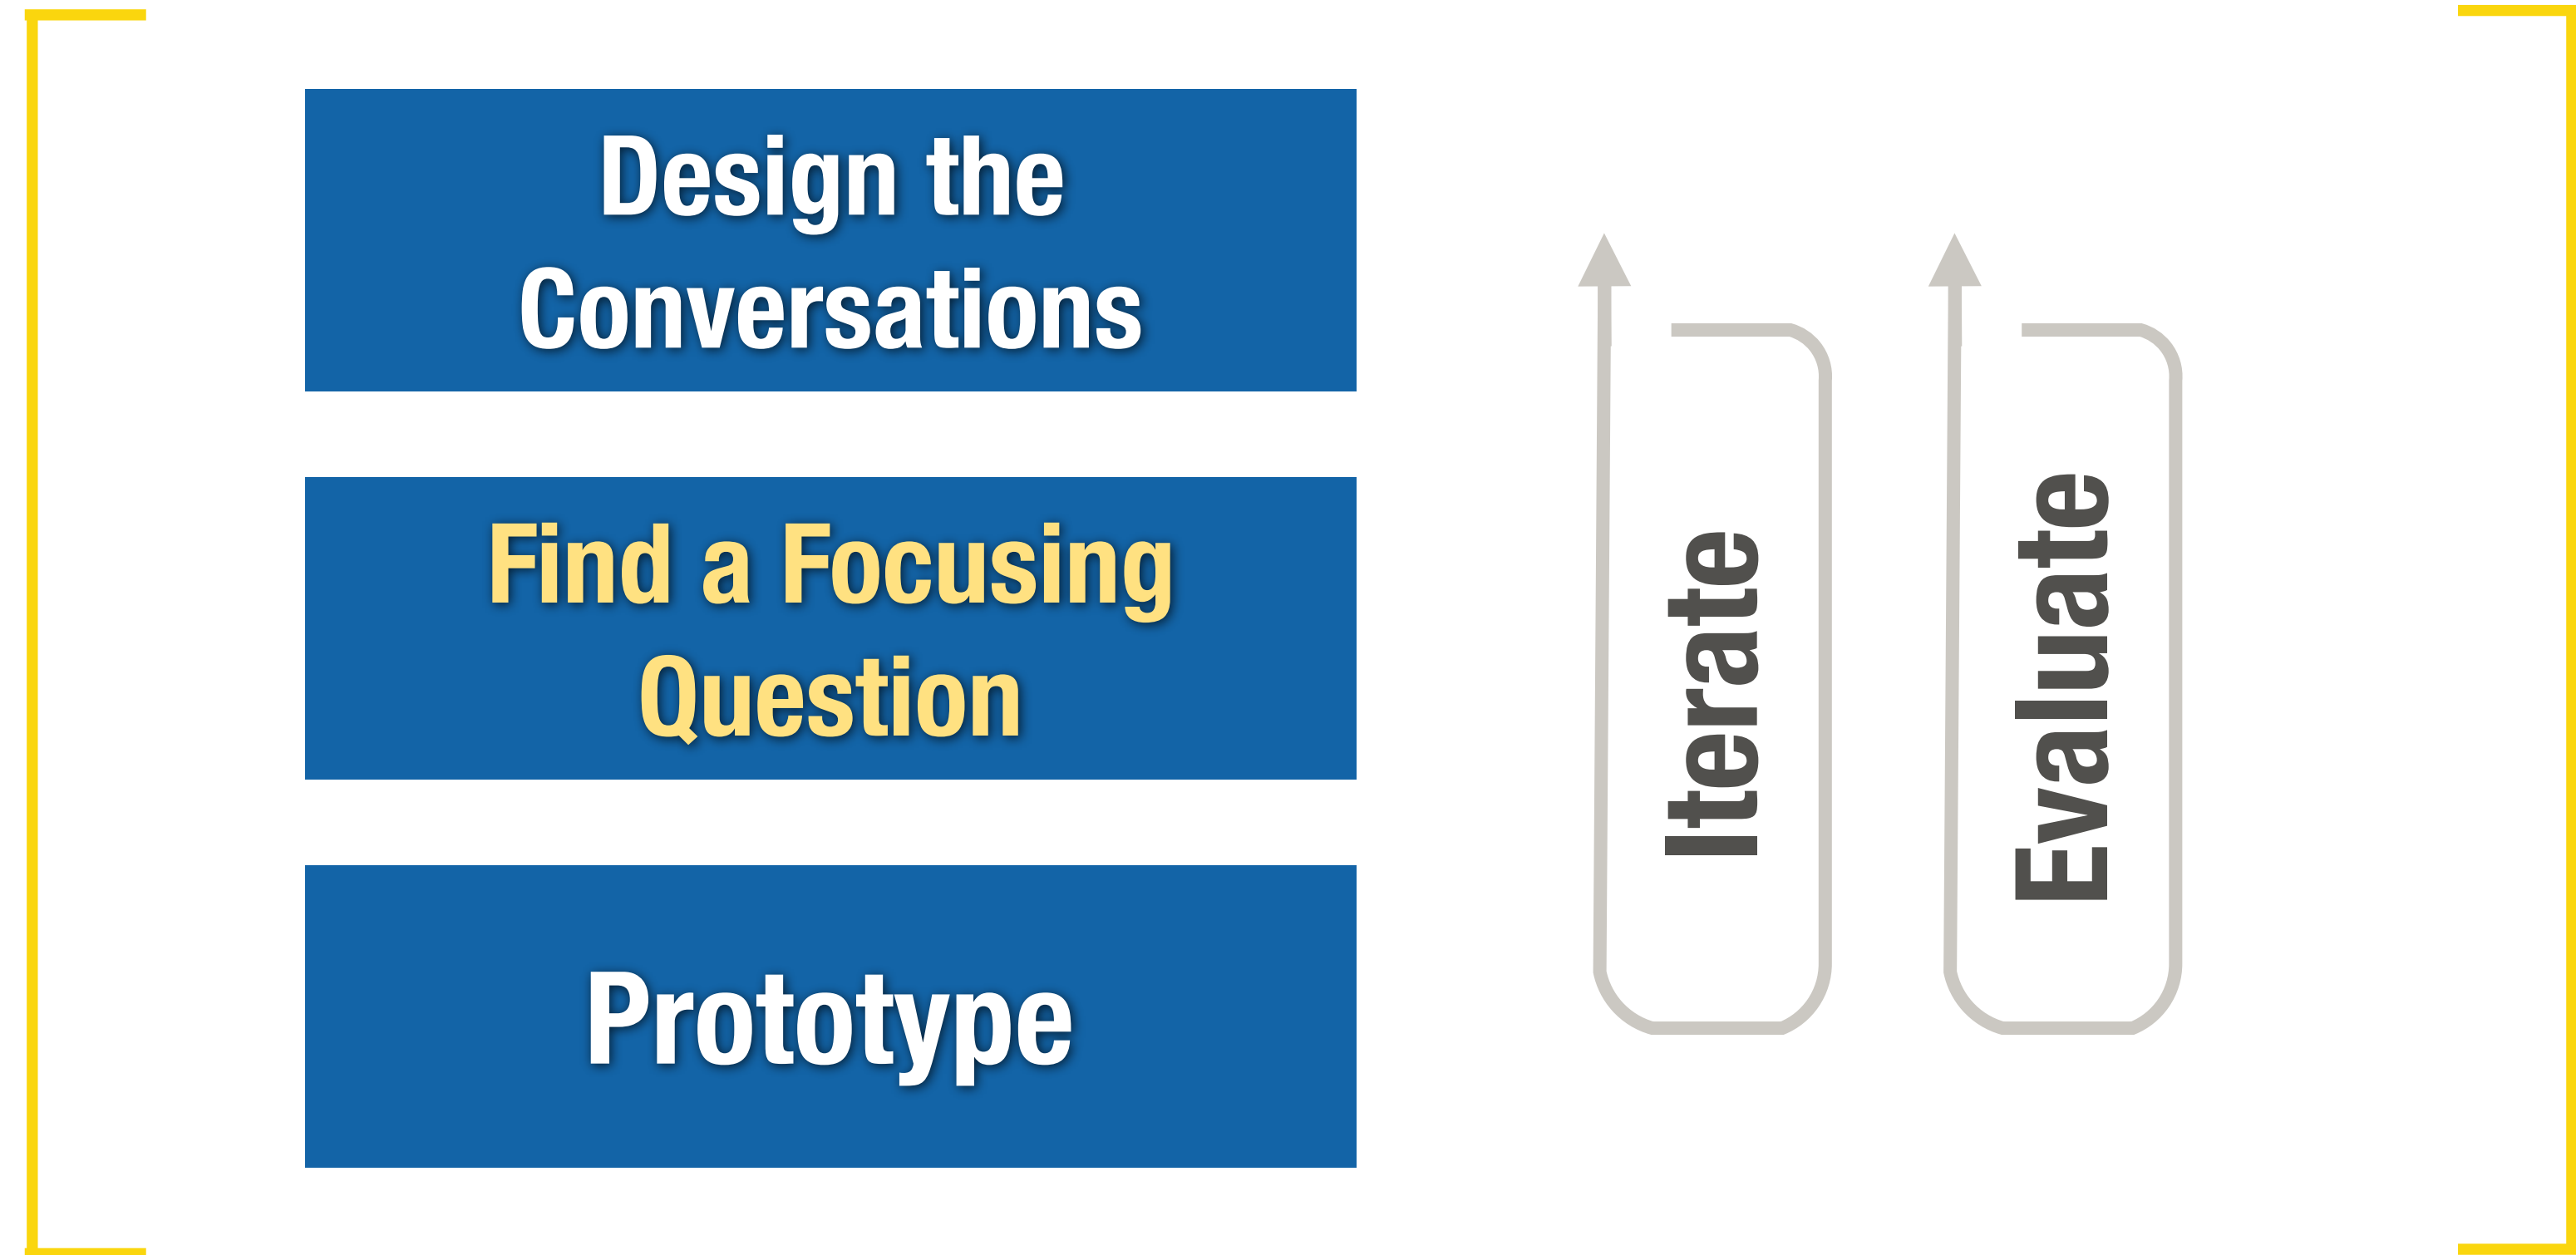 Design the
Conversations
Find a Focusing
Question
Prototype
Iterate
Evaluate